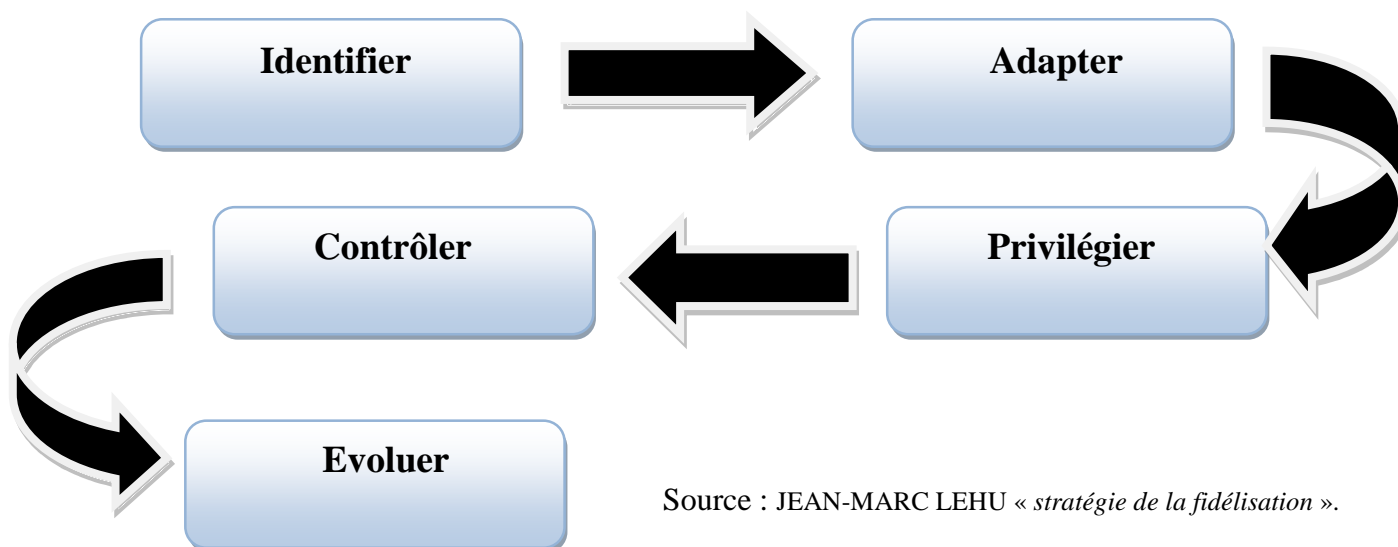 Identifier
Adapter
Privilégier
Contrôler
Evoluer
Source : JEAN-MARC LEHU « stratégie de la fidélisation ».